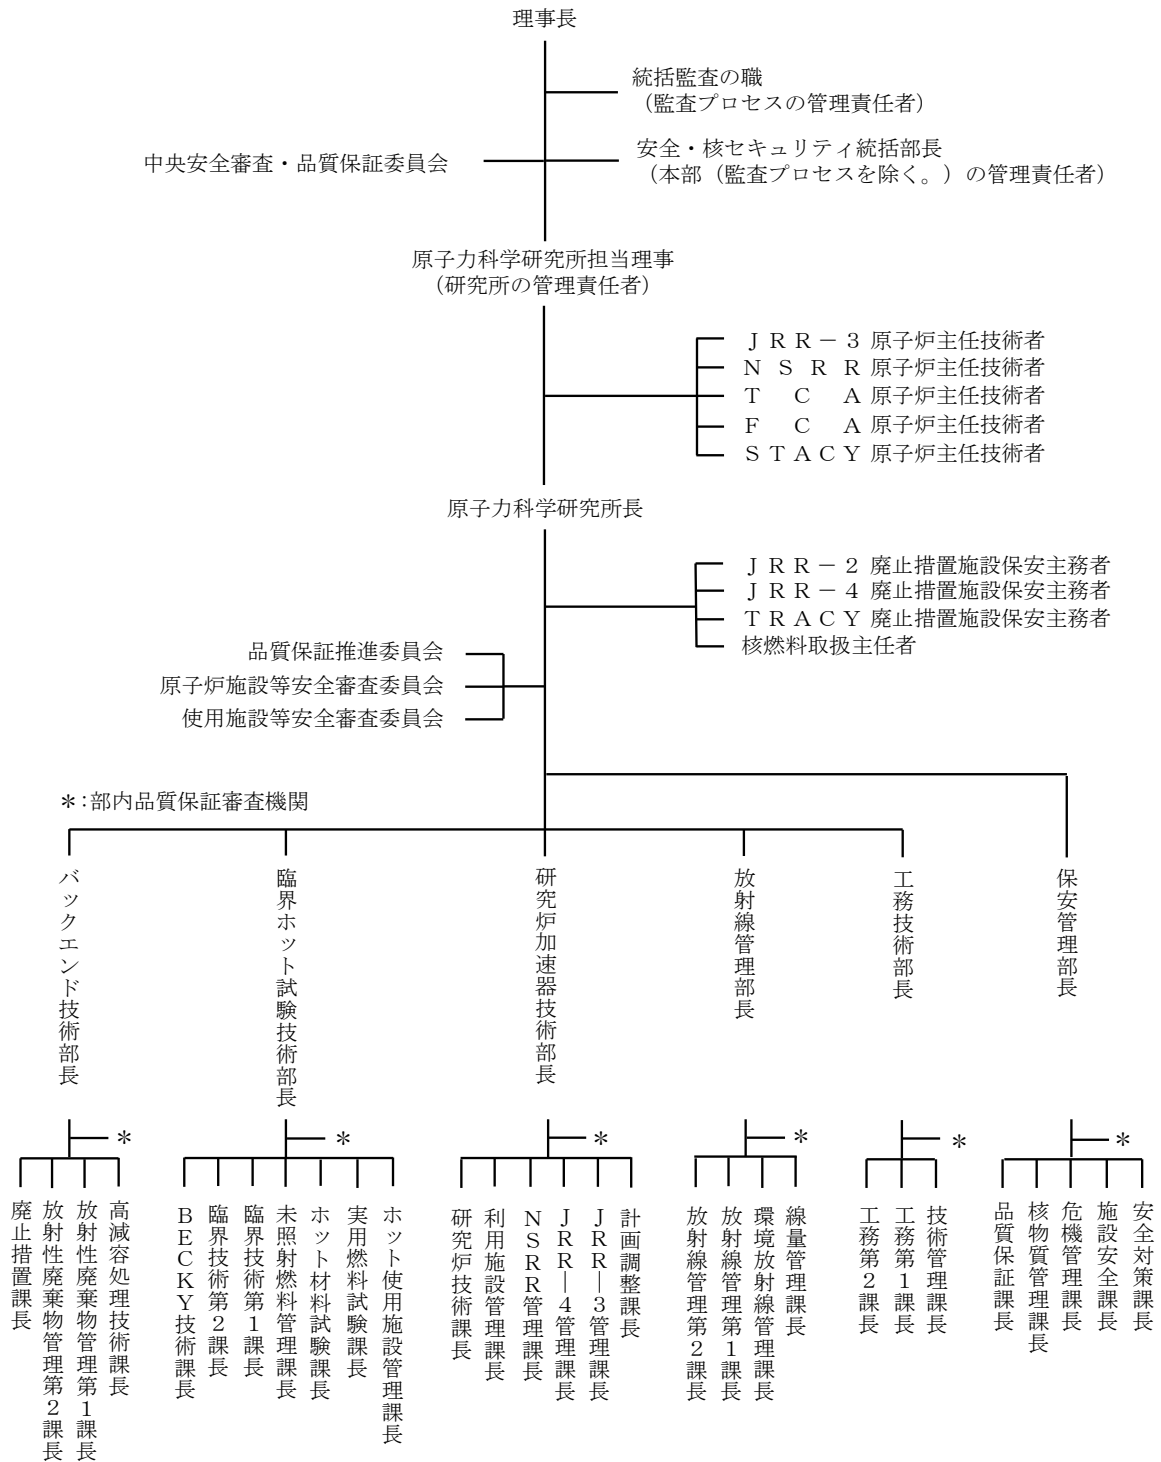 理事長
統括監査の職
（監査プロセスの管理責任者）
中央安全審査・品質保証委員会
安全・核セキュリティ統括部長
（本部（監査プロセスを除く。）の管理責任者）
原子力科学研究所担当理事
（研究所の管理責任者）
ＪＲＲ－３原子炉主任技術者
ＮＳＲＲ原子炉主任技術者
ＴＣＡ原子炉主任技術者
ＦＣＡ原子炉主任技術者
ＳＴＡＣＹ原子炉主任技術者
原子力科学研究所長
ＪＲＲ－２廃止措置施設保安主務者
ＪＲＲ－４廃止措置施設保安主務者
ＴＲＡＣＹ廃止措置施設保安主務者
核燃料取扱主任者
品質保証推進委員会
原子炉施設等安全審査委員会
使用施設等安全審査委員会
＊：部内品質保証審査機関
バックエンド技術部長
臨界ホット試験技術部長
研究炉加速器技術部長
放射線管理部長
工務技術部長
保安管理部長
＊
＊
＊
＊
＊
＊
廃止措置課長
放射性廃棄物管理第２課長
放射性廃棄物管理第１課長
高減容処理技術課長
ＢＥＣＫＹ技術課長
臨界技術第２課長
臨界技術第１課長
未照射燃料管理課長
ホット材料試験課長
実用燃料試験課長
ホット使用施設管理課長
研究炉技術課長
利用施設管理課長
ＮＳＲＲ管理課長
ＪＲＲ―４管理課長
ＪＲＲ―３管理課長
計画調整課長
放射線管理第２課長
放射線管理第１課長
環境放射線管理課長
線量管理課長
工務第２課長
工務第１課長
技術管理課長
品質保証課長
核物質管理課長
危機管理課長
施設安全課長
安全対策課長